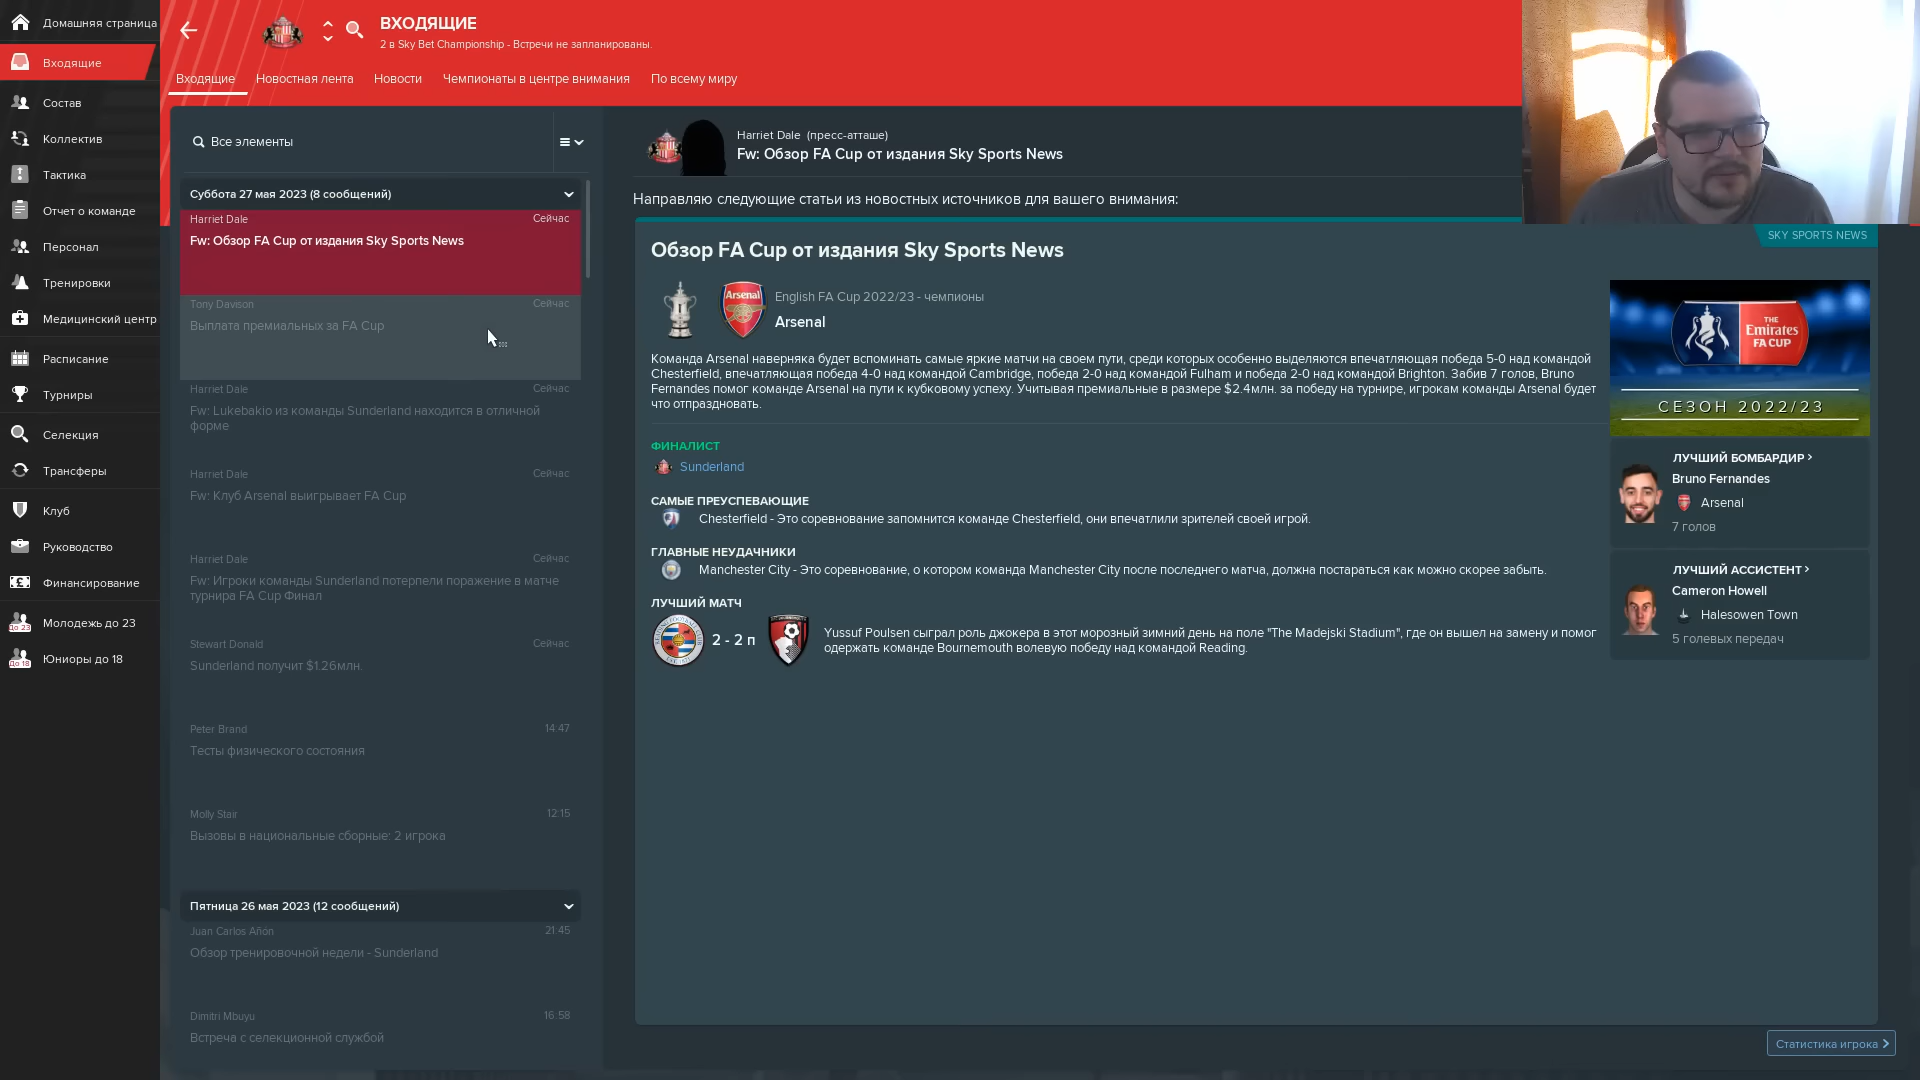 Домашняя страница
Входящие
Состав
Коллектив
Тактика
Отчет о команде
Персонал
Тренировки
Медицинский центр
Расписание
Турниры
Селекция
Трансферы
Клуб
Руководство
Финансирование
Молодежь до 23
Юниоры до 18
ВХОДЯЩИЕ
2 в Sky Bet Championship - Встречи не запланированы.
Входящие Новостная лента Новости Чемпионаты в центре внимания По всему миру
Все элементы
Суббота 27 мая 2023 (8 сообщений)
Harriet Dale Сейчас
Fw: Обзор FA Cup от издания Sky Sports News
Tony Davison Сейчас
Выплата премиальных за FA Cup
Harriet Dale Сейчас
Fw: Lukebakio из команды Sunderland находится в отличной
форме
Harriet Dale Сейчас
Fw: Клуб Arsenal выигрывает FA Cup
Harriet Dale Сейчас
Fw: Игроки команды Sunderland потерпели поражение в матче
турнира FA Cup Финал
Stewart Donald Сейчас
Sunderland получит $1.26млн.
Peter Brand 14:47
Тесты физического состояния
Molly Stair 12:15
Вызовы в национальные сборные: 2 игрока
Пятница 26 мая 2023 (12 сообщений)
Juan Carlos Añón 21:45
Обзор тренировочной недели - Sunderland
Dimitri Mbuyu 16:58
Встреча с селекционной службой
Harriet Dale (пресс-атташе)
Fw: Обзор FA Cup от издания Sky Sports News
Направляю следующие статьи из новостных источников для вашего внимания:
SKY SPORTS NEWS
Обзор FA Cup от издания Sky Sports News
Arsenal
English FA Cup 2022/23 - чемпионы
Arsenal
Команда Arsenal наверняка будет вспоминать самые яркие матчи на своем пути, среди которых особенно выделяются впечатляющая победа 5-0 над командой
Chesterfield, впечатляющая победа 4-0 над командой Cambridge, победа 2-0 над командой Fulham и победа 2-0 над командой Brighton. Забив 7 голов, Bruno
Fernandes помог команде Arsenal на пути к кубковому успеху. Учитывая премиальные в размере $2.4млн. за победу на турнире, игрокам команды Arsenal будет
что отпраздновать.
ФИНАЛИСТ
Sunderland
САМЫЕ ПРЕУСПЕВАЮЩИЕ
Chesterfield - Это соревнование запомнится команде Chesterfield, они впечатлили зрителей своей игрой.
ГЛАВНЫЕ НЕУДАЧНИКИ
Manchester City - Это соревнование, о котором команда Manchester City после последнего матча, должна постараться как можно скорее забыть.
ЛУЧШИЙ МАТЧ
2 - 2 п
Yussuf Poulsen сыграл роль джокера в этот морозный зимний день на поле "The Madejski Stadium", где он вышел на замену и помог
одержать команде Bournemouth волевую победу над командой Reading.
THE
Emirates
FA CUP
СЕЗОН 2022/23
ЛУЧШИЙ БОМБАРДИР
Bruno Fernandes
Arsenal
7 голов
ЛУЧШИЙ АССИСТЕНТ
Cameron Howell
Halesowen Town
5 голевых передач
Статистика игрока